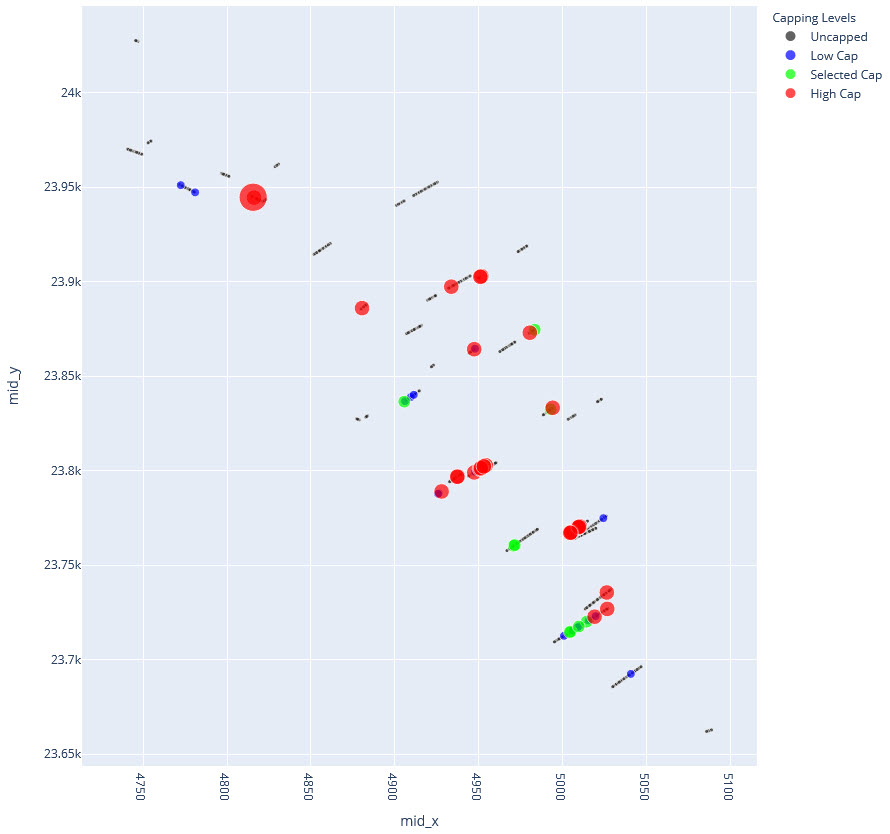 Capping Levels
Uncapped
Low Cap
Selected Cap
High Cap
24k
23.95k
23.9k
23.85k
23.8k
23.75k
23.7k
23.65k
mid_y
4750
4800
4850
4900
4950
5000
5050
5100
mid_x